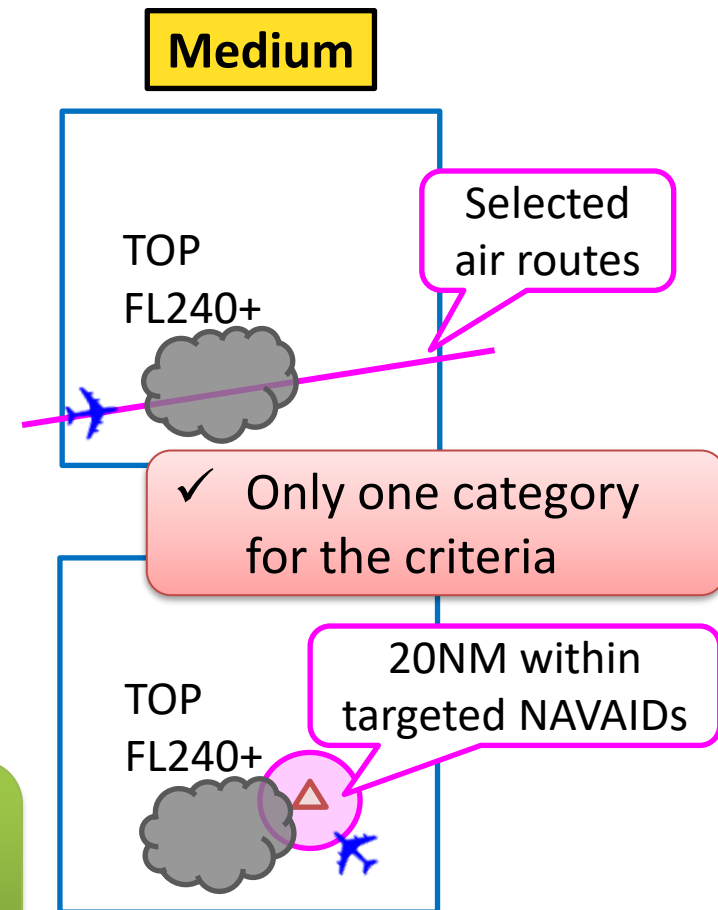 Medium
Selected
air routes
TOP
FL240+
✓ Only one category
for the criteria
20NM within
targeted NAVAIDs
TOP
FL240+